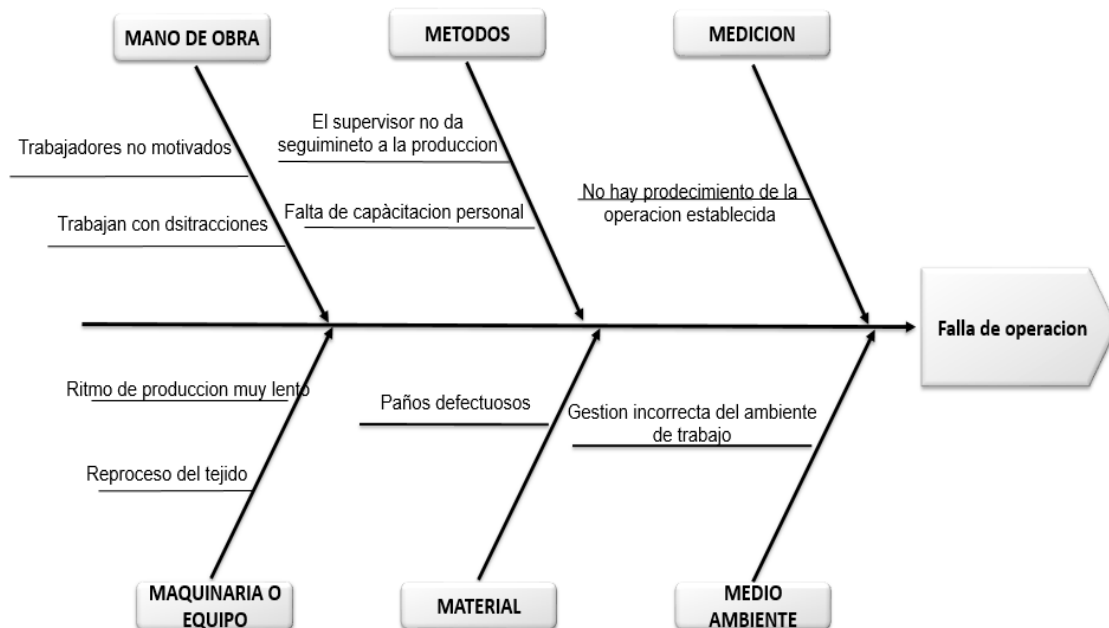 MANO DE OBRA
METODOS
MEDICION
Trabajadores no motivados
Trabajan con dsitracciones
El supervisor no da
seguimineto a la produccion
Falta de capàcitacion personal
No hay prodecimiento de la
operacion establecida
Falla de operacion
Ritmo de produccion muy lento
Reproceso del tejido
Paños defectuosos
Gestion incorrecta del ambiente
de trabajo
MAQUINARIA O
EQUIPO
MATERIAL
MEDIO
AMBIENTE